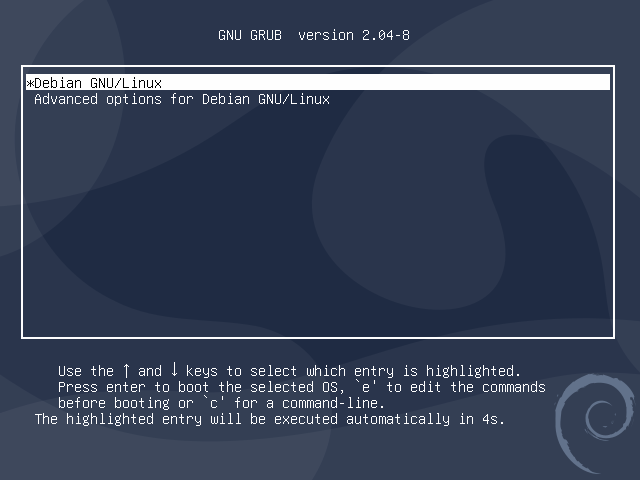 GNU GRUB  version 2.04-8
*Debian GNU/Linux
Advanced options for Debian GNU/Linux
Use the ↑ and ↓ keys to select which entry is highlighted.
Press enter to boot the selected OS, `e' to edit the commands
before booting or `c' for a command-line.
The highlighted entry will be executed automatically in 4s.